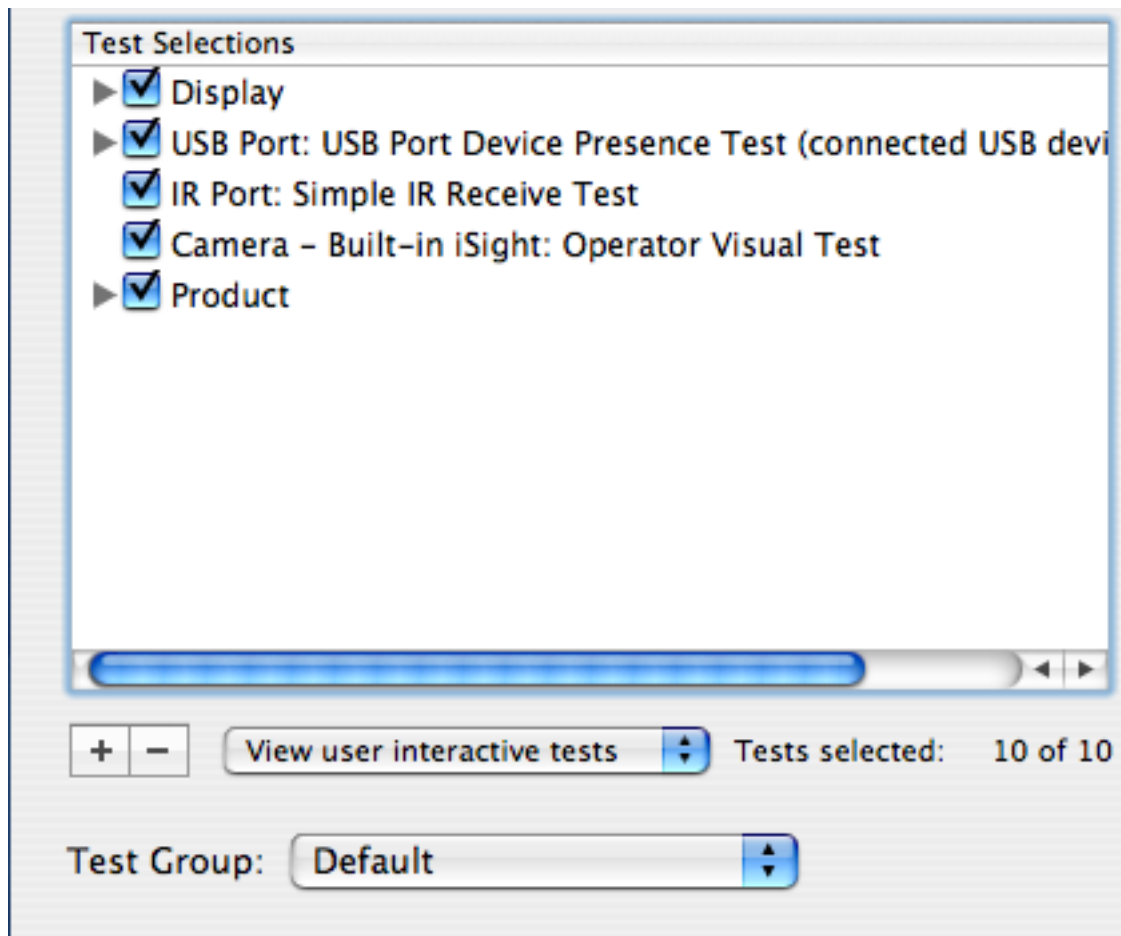 Test Selections
Display
USB Port: USB Port Device Presence Test (connected USB devi
IR Port: Simple IR Receive Test
Camera – Built-in iSight: Operator Visual Test
Product
+ − View user interactive tests Tests selected: 10 of 10
Test Group: Default